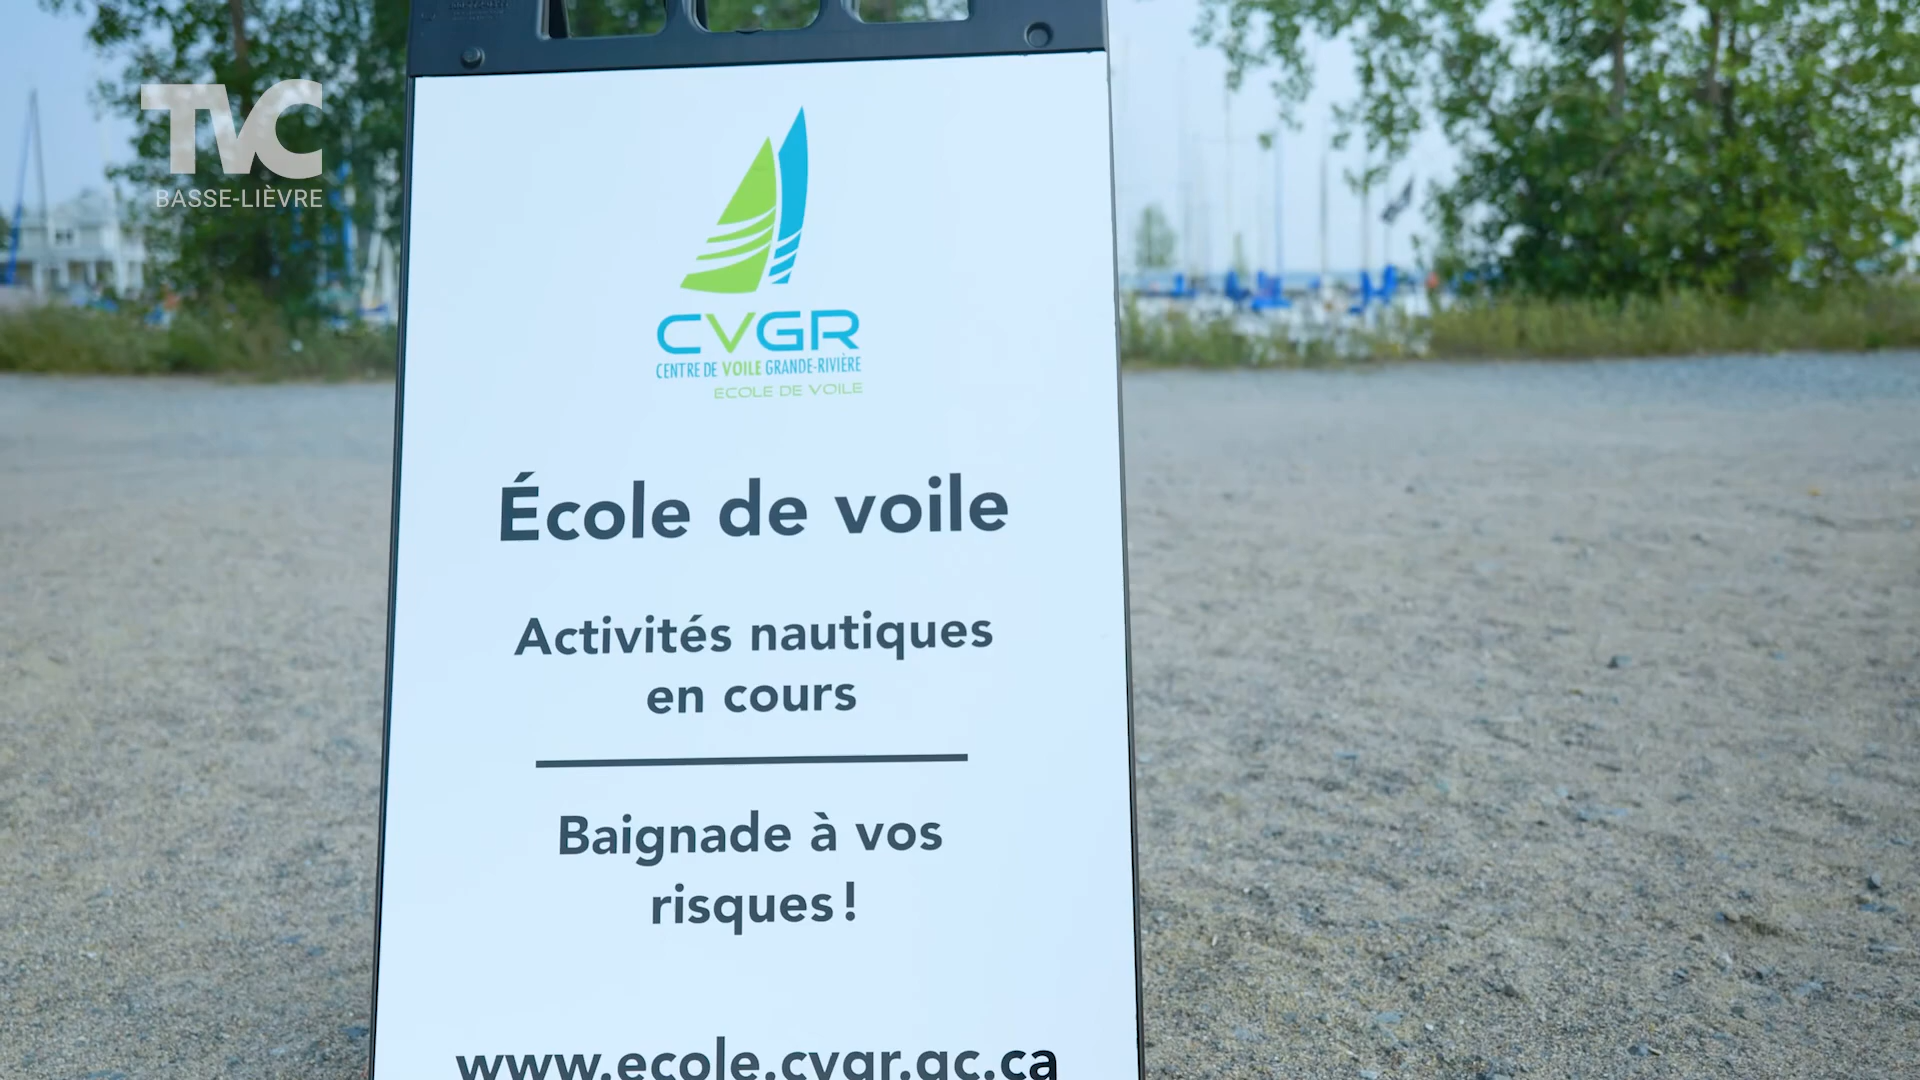 TVC
BASSE-LIÈVRE
CVGR
CENTRE DE VOILE GRANDE-RIVIÈRE
ECOLE DE VOILE
École de voile
Activités nautiques
en cours
Baignade à vos
risques !
www.ecole.cvgr.qc.ca